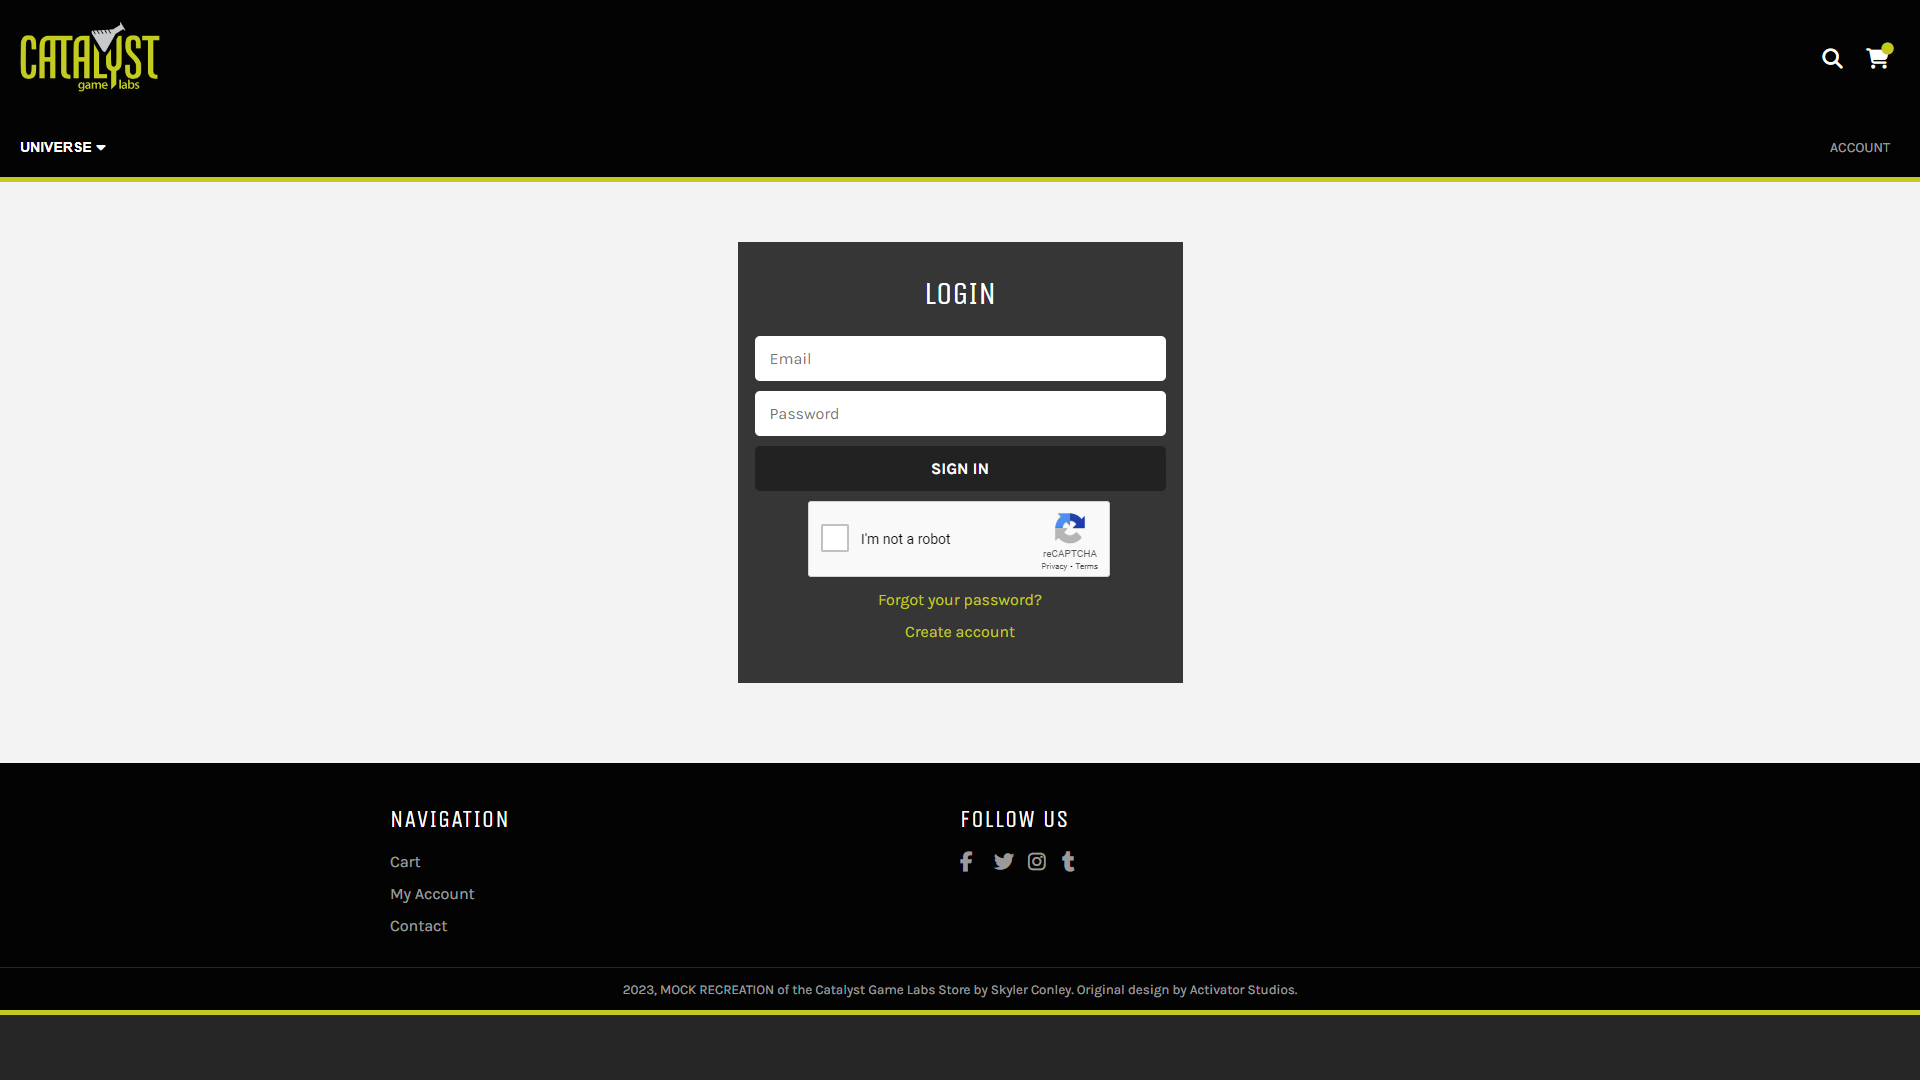 CATALYST
game labs
UNIVERSE
ACCOUNT
LOGIN
Email
Password
SIGN IN
I'm not a robot
reCAPTCHA
Privacy - Terms
Forgot your password?
Create account
NAVIGATION
Cart
My Account
Contact
FOLLOW US
2023, MOCK RECREATION of the Catalyst Game Labs Store by Skyler Conley. Original design by Activator Studios.